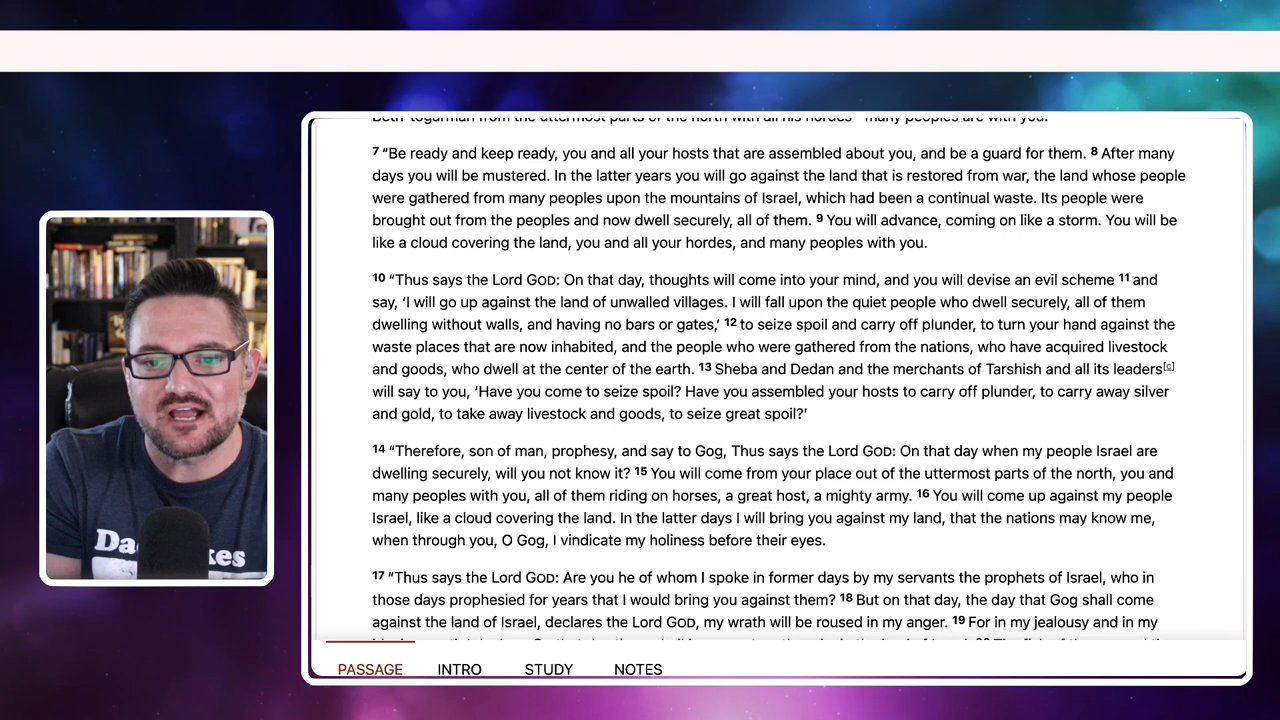 Beth-togarmah from the uttermost parts of the north with all his hordes—many peoples are with you.
7 “Be ready and keep ready, you and all your hosts that are assembled about you, and be a guard for them. 8 After many
days you will be mustered. In the latter years you will go against the land that is restored from war, the land whose people
were gathered from many peoples upon the mountains of Israel, which had been a continual waste. Its people were
brought out from the peoples and now dwell securely, all of them. 9 You will advance, coming on like a storm. You will be
like a cloud covering the land, you and all your hordes, and many peoples with you.
10 “Thus says the Lord GOD: On that day, thoughts will come into your mind, and you will devise an evil scheme 11 and
say, ‘I will go up against the land of unwalled villages. I will fall upon the quiet people who dwell securely, all of them
dwelling without walls, and having no bars or gates,’ 12 to seize spoil and carry off plunder, to turn your hand against the
waste places that are now inhabited, and the people who were gathered from the nations, who have acquired livestock
and goods, who dwell at the center of the earth. 13 Sheba and Dedan and the merchants of Tarshish and all its leaders[c]
will say to you, ‘Have you come to seize spoil? Have you assembled your hosts to carry off plunder, to carry away silver
and gold, to take away livestock and goods, to seize great spoil?’
14 “Therefore, son of man, prophesy, and say to Gog, Thus says the Lord GOD: On that day when my people Israel are
dwelling securely, will you not know it? 15 You will come from your place out of the uttermost parts of the north, you and
many peoples with you, all of them riding on horses, a great host, a mighty army. 16 You will come up against my people
Israel, like a cloud covering the land. In the latter days I will bring you against my land, that the nations may know me,
when through you, O Gog, I vindicate my holiness before their eyes.
17 “Thus says the Lord GOD: Are you he of whom I spoke in former days by my servants the prophets of Israel, who in
those days prophesied for years that I would bring you against them? 18 But on that day, the day that Gog shall come
against the land of Israel, declares the Lord GOD, my wrath will be roused in my anger. 19 For in my jealousy and in my
PASSAGE INTRO STUDY NOTES